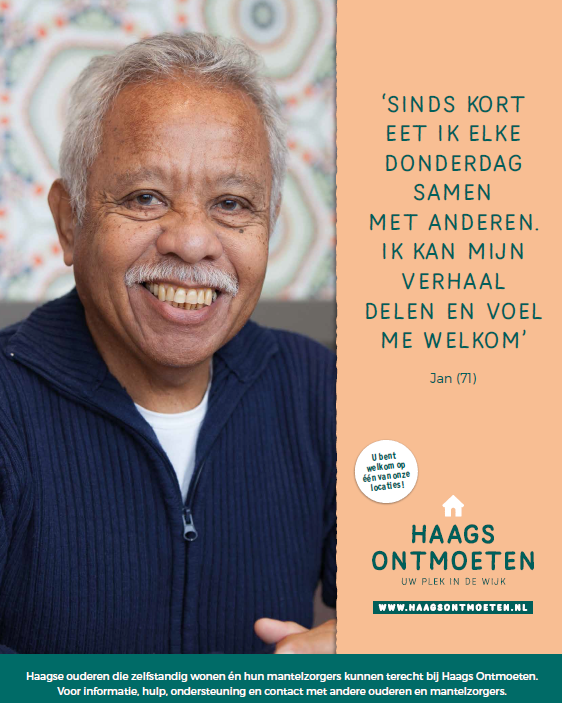 ‘SINDS KORT
EET IK ELKE
DONDERDAG
SAMEN
MET ANDEREN.
IK KAN MIJN
VERHAAL
DELEN EN VOEL
ME WELKOM’
Jan (71)
U bent
welkom op
één van onze
locaties!
HAAGS
ONTMOETEN
UW PLEK IN DE WIJK
WWW.HAAGSONTMOETEN.NL
Haagse ouderen die zelfstandig wonen én hun mantelzorgers kunnen terecht bij Haags Ontmoeten.
Voor informatie, hulp, ondersteuning en contact met andere ouderen en mantelzorgers.